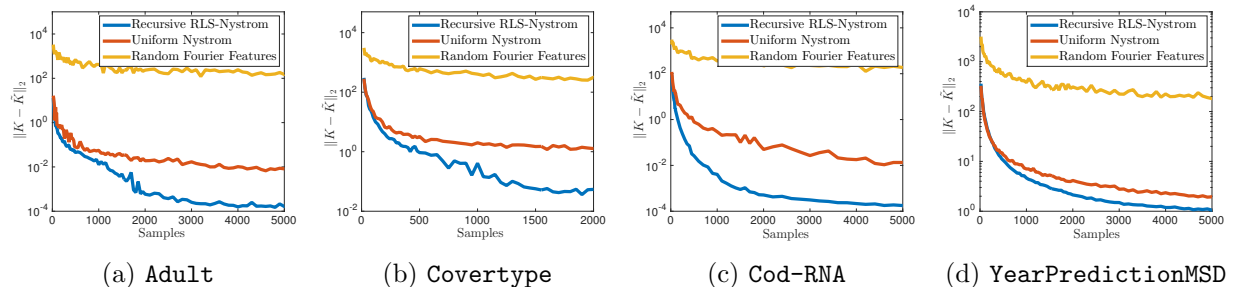 Recursive RLS-Nystrom
Uniform Nystrom
Random Fourier Features
10^4
10^2
10^0
10^-2
10^-4
‖K − K̃‖₂
0 1000 2000 3000 4000 5000
Samples
(a) Adult
Recursive RLS-Nystrom
Uniform Nystrom
Random Fourier Features
10^4
10^2
10^0
10^-2
‖K − K̃‖₂
0 500 1000 1500 2000
Samples
(b) Covertype
Recursive RLS-Nystrom
Uniform Nystrom
Random Fourier Features
10^4
10^2
10^0
10^-2
10^-4
‖K − K̃‖₂
0 1000 2000 3000 4000 5000
Samples
(c) Cod-RNA
Recursive RLS-Nystrom
Uniform Nystrom
Random Fourier Features
10^4
10^3
10^2
10^1
10^0
‖K − K̃‖₂
0 1000 2000 3000 4000 5000
Samples
(d) YearPredictionMSD